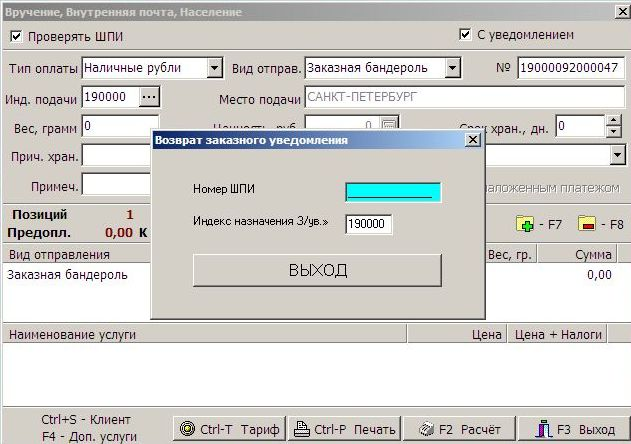 Вручение, Внутренняя почта, Население
Проверять ШПИ
С уведомлением
Тип оплаты Наличные рубли Вид отправ. Заказная бандероль № 19000092000047
Инд. подачи 190000 ... Место подачи САНКТ-ПЕТЕРБУРГ
Вес, грамм 0 Ценность, руб. 0 Срок хран., дн. 0
Возврат заказного уведомления
Прич. хран.
Номер ШПИ
Примеч. наложенным платежом
Индекс назначения З/ув.» 190000
Позиций 1
Предопл. 0,00 К - F7 - F8
Вид отправления Вес, гр. Сумма
ВЫХОД
Заказная бандероль 0,00
Наименование услуги Цена Цена + Налоги
Ctrl+S - Клиент
F4 - Доп. услуги
Ctrl-T Тариф Ctrl-P Печать F2 Расчёт F3 Выход